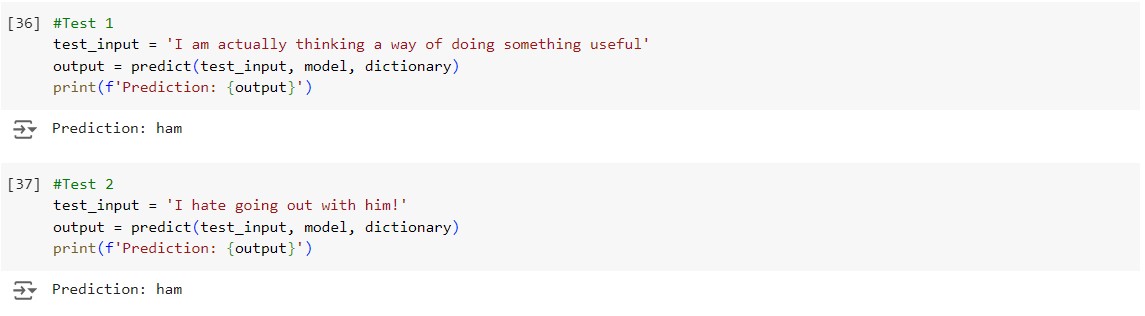 [36] #Test 1
test_input = 'I am actually thinking a way of doing something useful'
output = predict(test_input, model, dictionary)
print(f'Prediction: {output}')
Prediction: ham
[37] #Test 2
test_input = 'I hate going out with him!'
output = predict(test_input, model, dictionary)
print(f'Prediction: {output}')
Prediction: ham